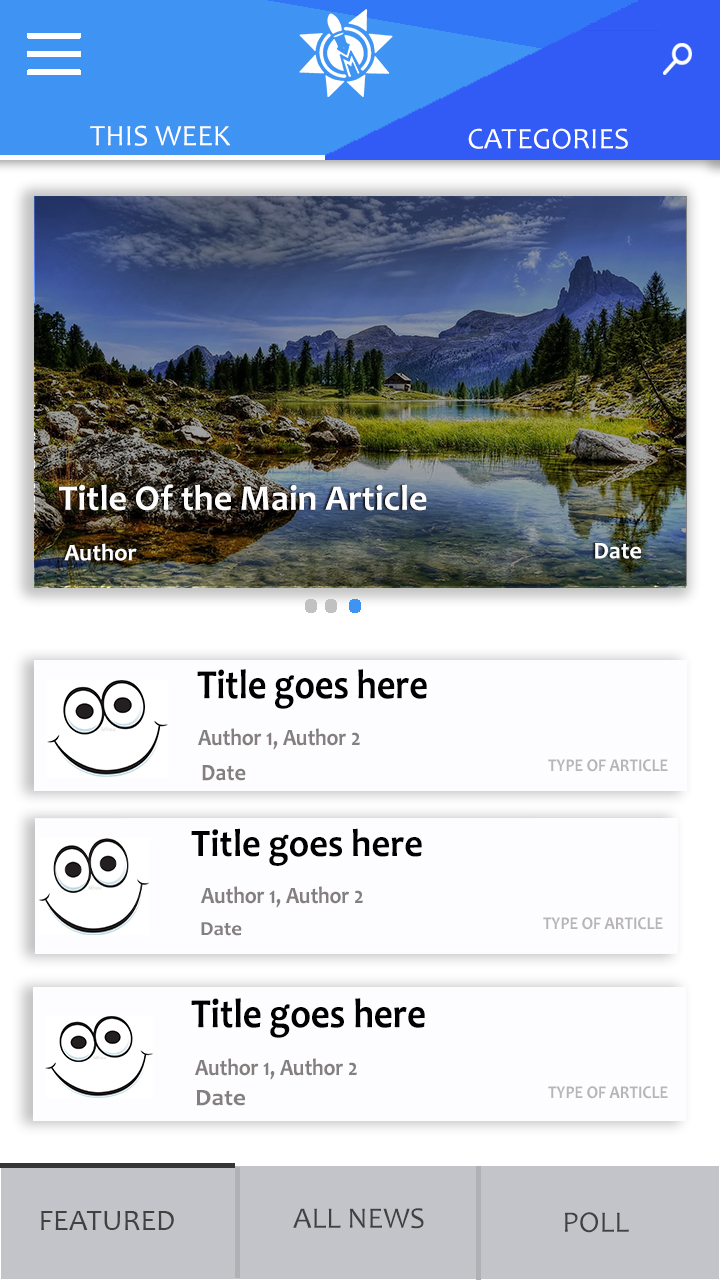 THIS WEEK
CATEGORIES
Title Of the Main Article
Author
Date
Title goes here
Author 1, Author 2
Date
TYPE OF ARTICLE
Title goes here
Author 1, Author 2
Date
TYPE OF ARTICLE
Title goes here
Author 1, Author 2
Date
TYPE OF ARTICLE
FEATURED
ALL NEWS
POLL